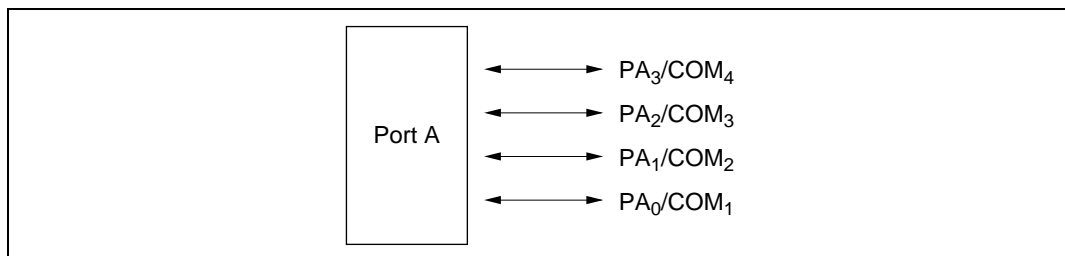 Port A
PA₃/COM₄
PA₂/COM₃
PA₁/COM₂
PA₀/COM₁